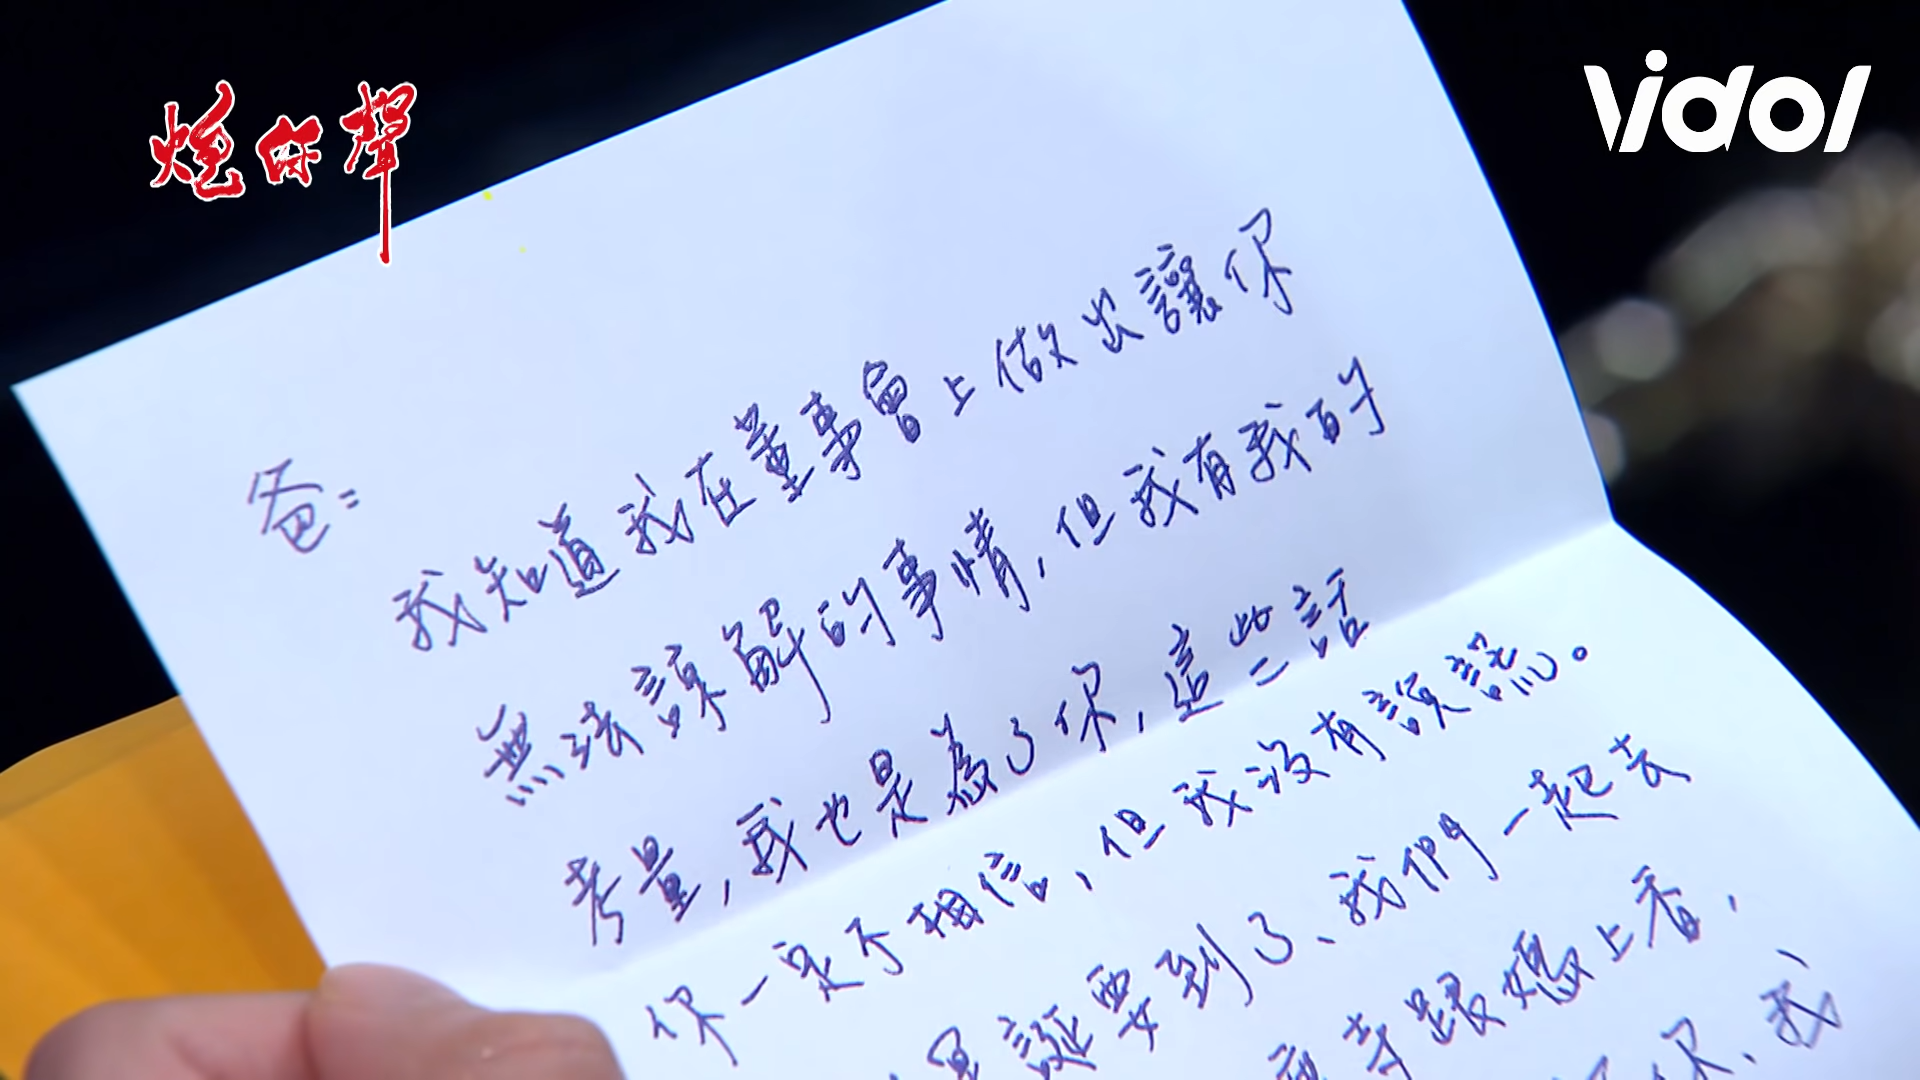 炮仔聲
Vidol
爸:
我知道我在董事會上做出讓你
無法諒解的事情,但我有我的
考量,我也是為了你,這些話
你一定不相信,但我沒有說謊。
要到了、我們一起去
寺跟媽上香,
你、我